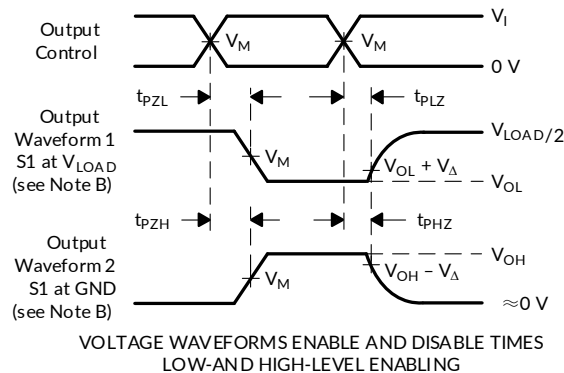 Output
Control
V_I
V_M
V_M
0 V
t_PZL
t_PLZ
Output
Waveform 1
S1 at V_LOAD
(see Note B)
V_LOAD/2
V_M
V_OL + V_Δ
V_OL
t_PZH
t_PHZ
Output
Waveform 2
S1 at GND
(see Note B)
V_OH
V_M
V_OH − V_Δ
≈0 V
VOLTAGE WAVEFORMS ENABLE AND DISABLE TIMES
LOW-AND HIGH-LEVEL ENABLING